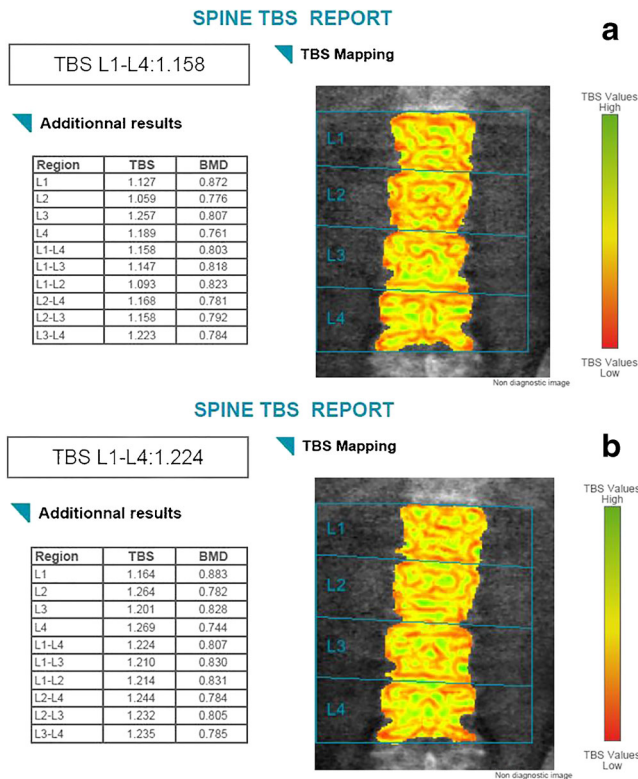 SPINE TBS REPORT
a
TBS L1-L4:1.158
TBS Mapping
Additionnal results
Region TBS BMD
L1 1.127 0.872
L2 1.059 0.776
L3 1.257 0.807
L4 1.189 0.761
L1-L4 1.158 0.803
L1-L3 1.147 0.818
L1-L2 1.093 0.823
L2-L4 1.168 0.781
L2-L3 1.158 0.792
L3-L4 1.223 0.784
L1
L2
L3
L4
TBS Values
High
TBS Values
Low
Non diagnostic image
SPINE TBS REPORT
b
TBS L1-L4:1.224
TBS Mapping
Additionnal results
Region TBS BMD
L1 1.164 0.883
L2 1.264 0.782
L3 1.201 0.828
L4 1.269 0.744
L1-L4 1.224 0.807
L1-L3 1.210 0.830
L1-L2 1.214 0.831
L2-L4 1.244 0.784
L2-L3 1.232 0.805
L3-L4 1.235 0.785
L1
L2
L3
L4
TBS Values
High
TBS Values
Low
Non diagnostic image